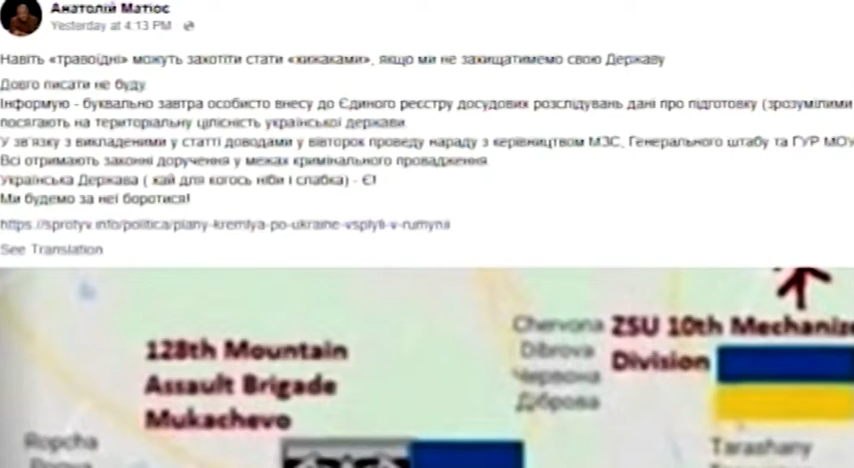 Анатолій Матіос
Yesterday at 4:13 PM
Навіть «травоїдні» можуть захотіти стати «хижаками», якщо ми не захищатимемо свою Державу
Довго писати не буду.
Інформую - буквально завтра особисто внесу до Єдиного реєстру досудових розслідувань дані про підготовку (зрозумілими
посягають на територіальну цілісність української держави.
У зв'язку з викладеними у статті доводами у вівторок проведу нараду з керівництвом МЗС, Генерального штабу та ГУР МОУ
Всі отримають законні доручення у межах кримінального провадження.
Українська Держава ( хай для когось ніби і слабка) - Є!
Ми будемо за неї боротися!
https://sprotyv.info/politica/plany-kremlya-po-ukraine-vsplyli-v-rumynii
See Translation
128th Mountain
Assault Brigade
Mukachevo
Chervona
Dibrova
Червона
Діброва
ZSU 10th Mechanize
Division
Ropcha
Tarashany